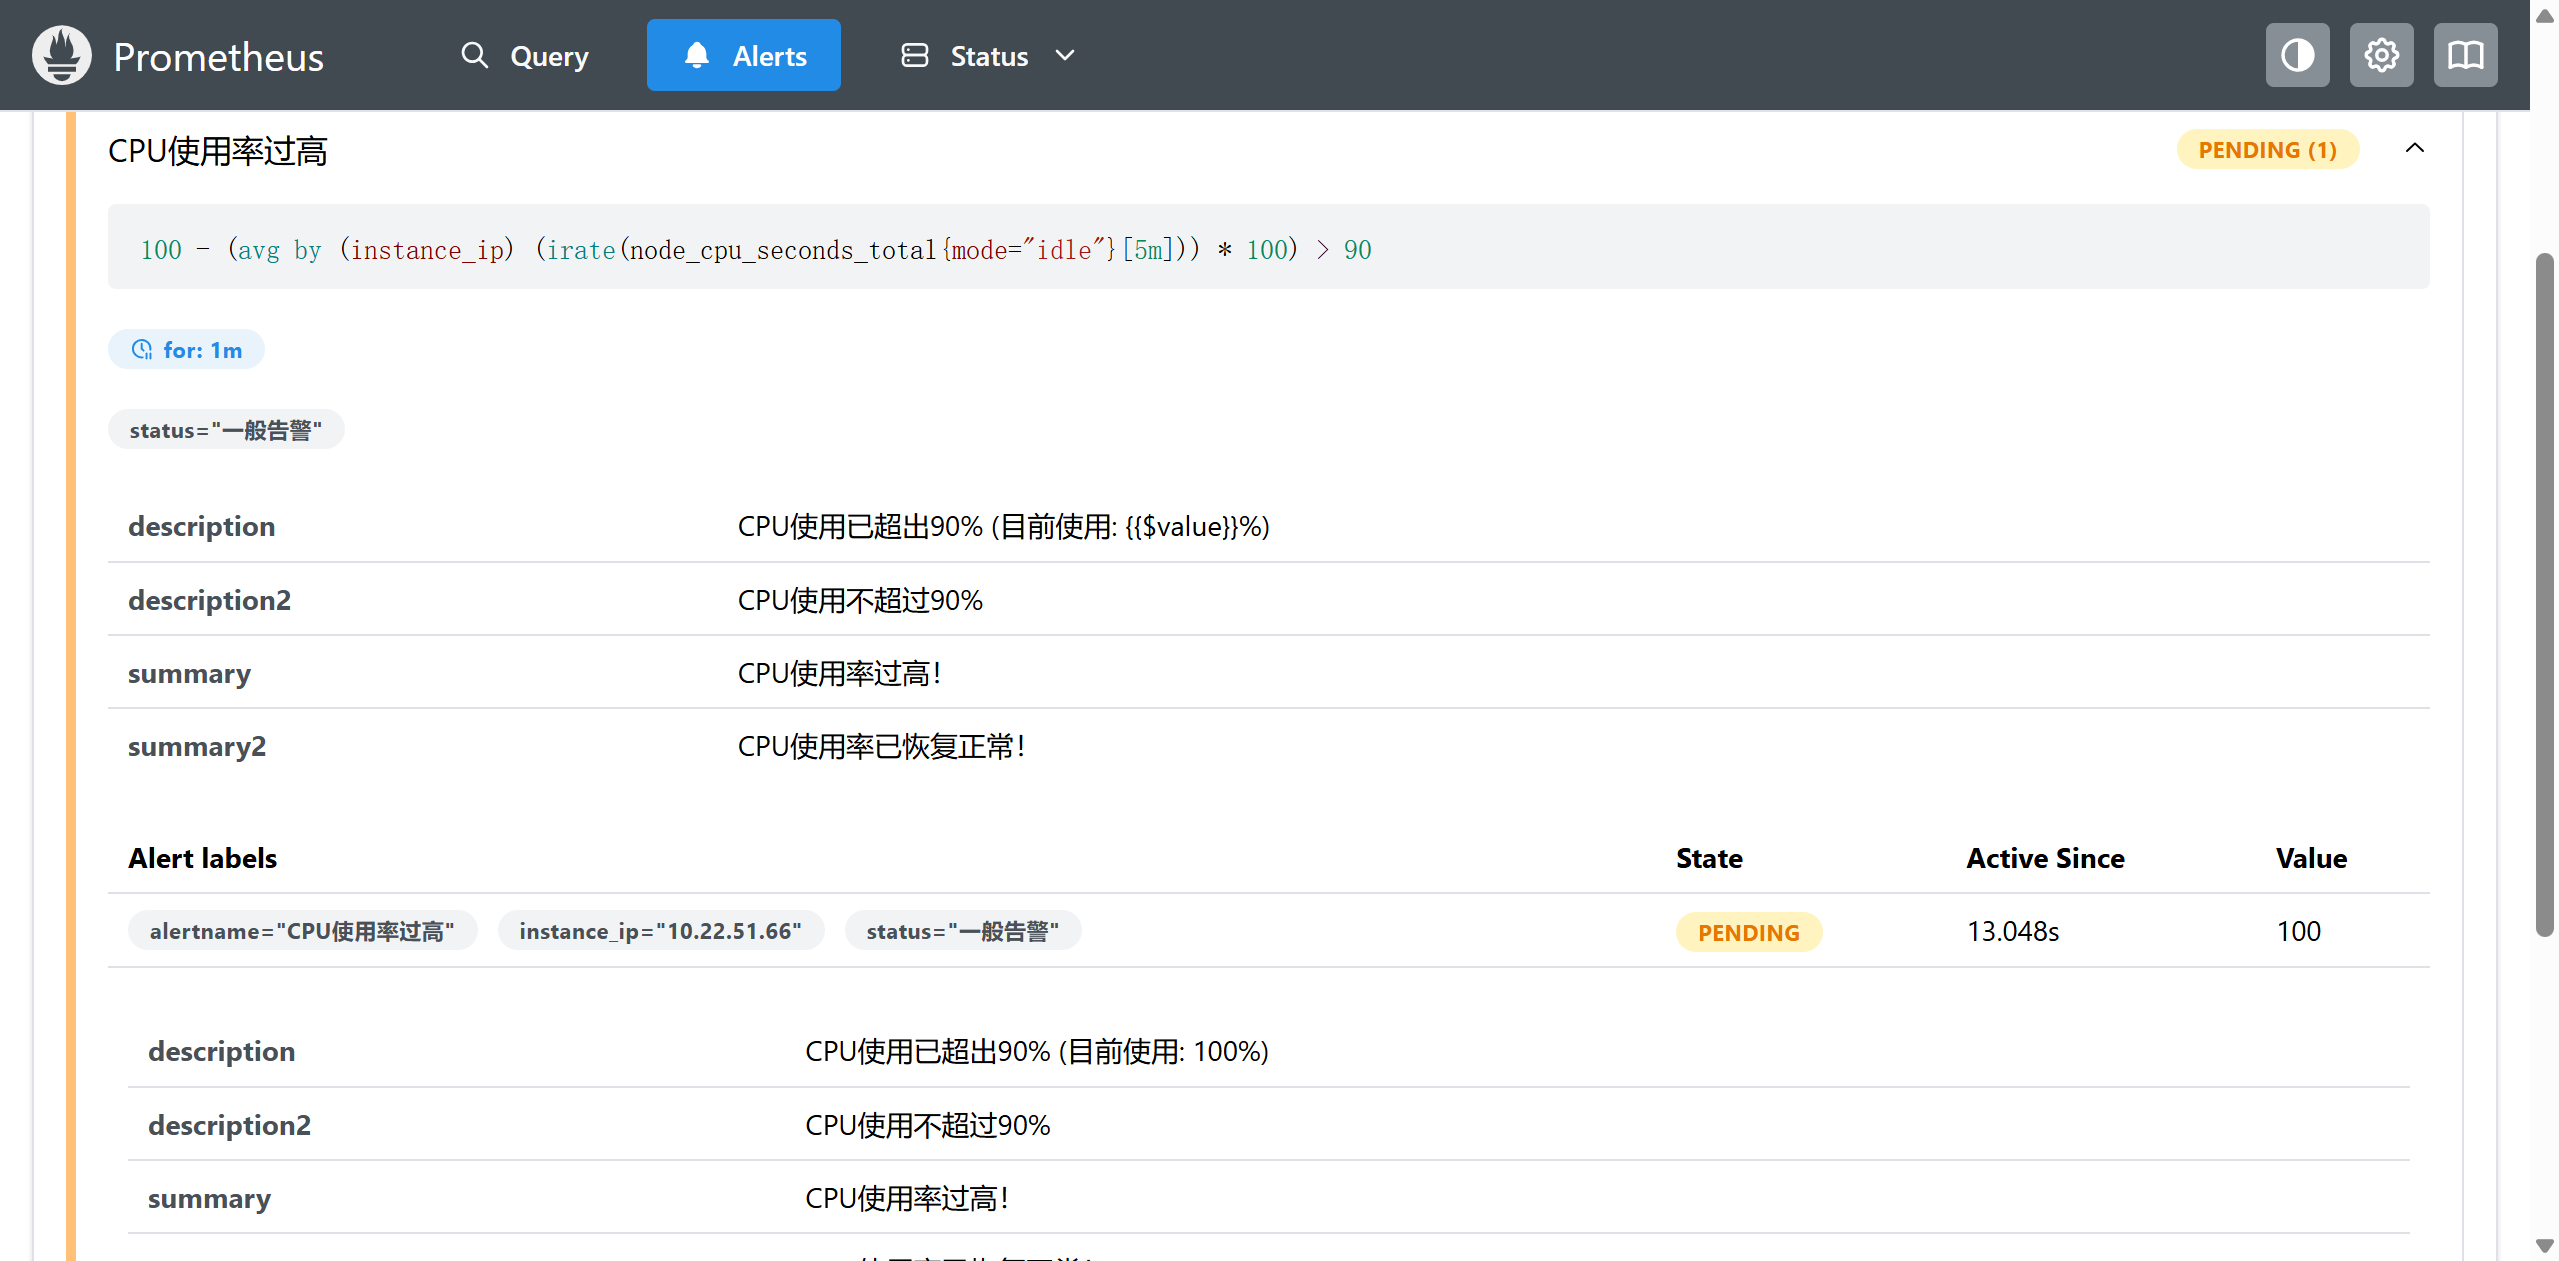 Prometheus Query Alerts Status
CPU使用率过高 PENDING (1)
100 - (avg by (instance_ip) (irate(node_cpu_seconds_total{mode="idle"}[5m])) * 100) > 90
for: 1m
status="一般告警"
description CPU使用已超出90% (目前使用: {{$value}}%)
description2 CPU使用不超过90%
summary CPU使用率过高!
summary2 CPU使用率已恢复正常!
Alert labels State Active Since Value
alertname="CPU使用率过高" instance_ip="10.22.51.66" status="一般告警" PENDING 13.048s 100
description CPU使用已超出90% (目前使用: 100%)
description2 CPU使用不超过90%
summary CPU使用率过高!